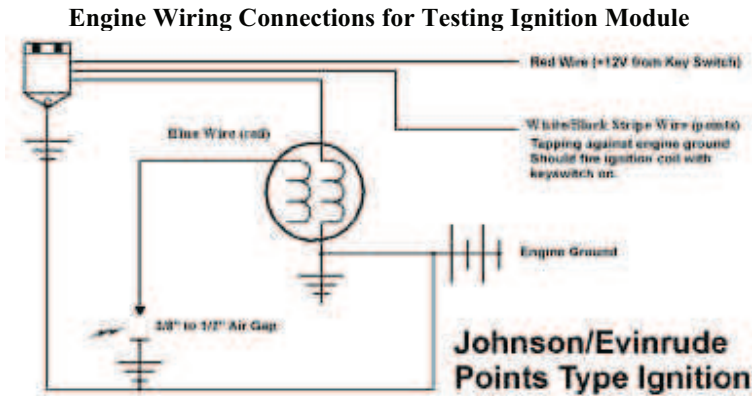 Engine Wiring Connections for Testing Ignition Module
Red Wire (+12V from Key Switch)
White/Black Stripe Wire (points)
Tapping against engine ground
Should fire ignition coil with
keyswitch on.
Blue Wire (coil)
Engine Ground
3/8" to 1/2" Air Gap
Johnson/Evinrude
Points Type Ignition